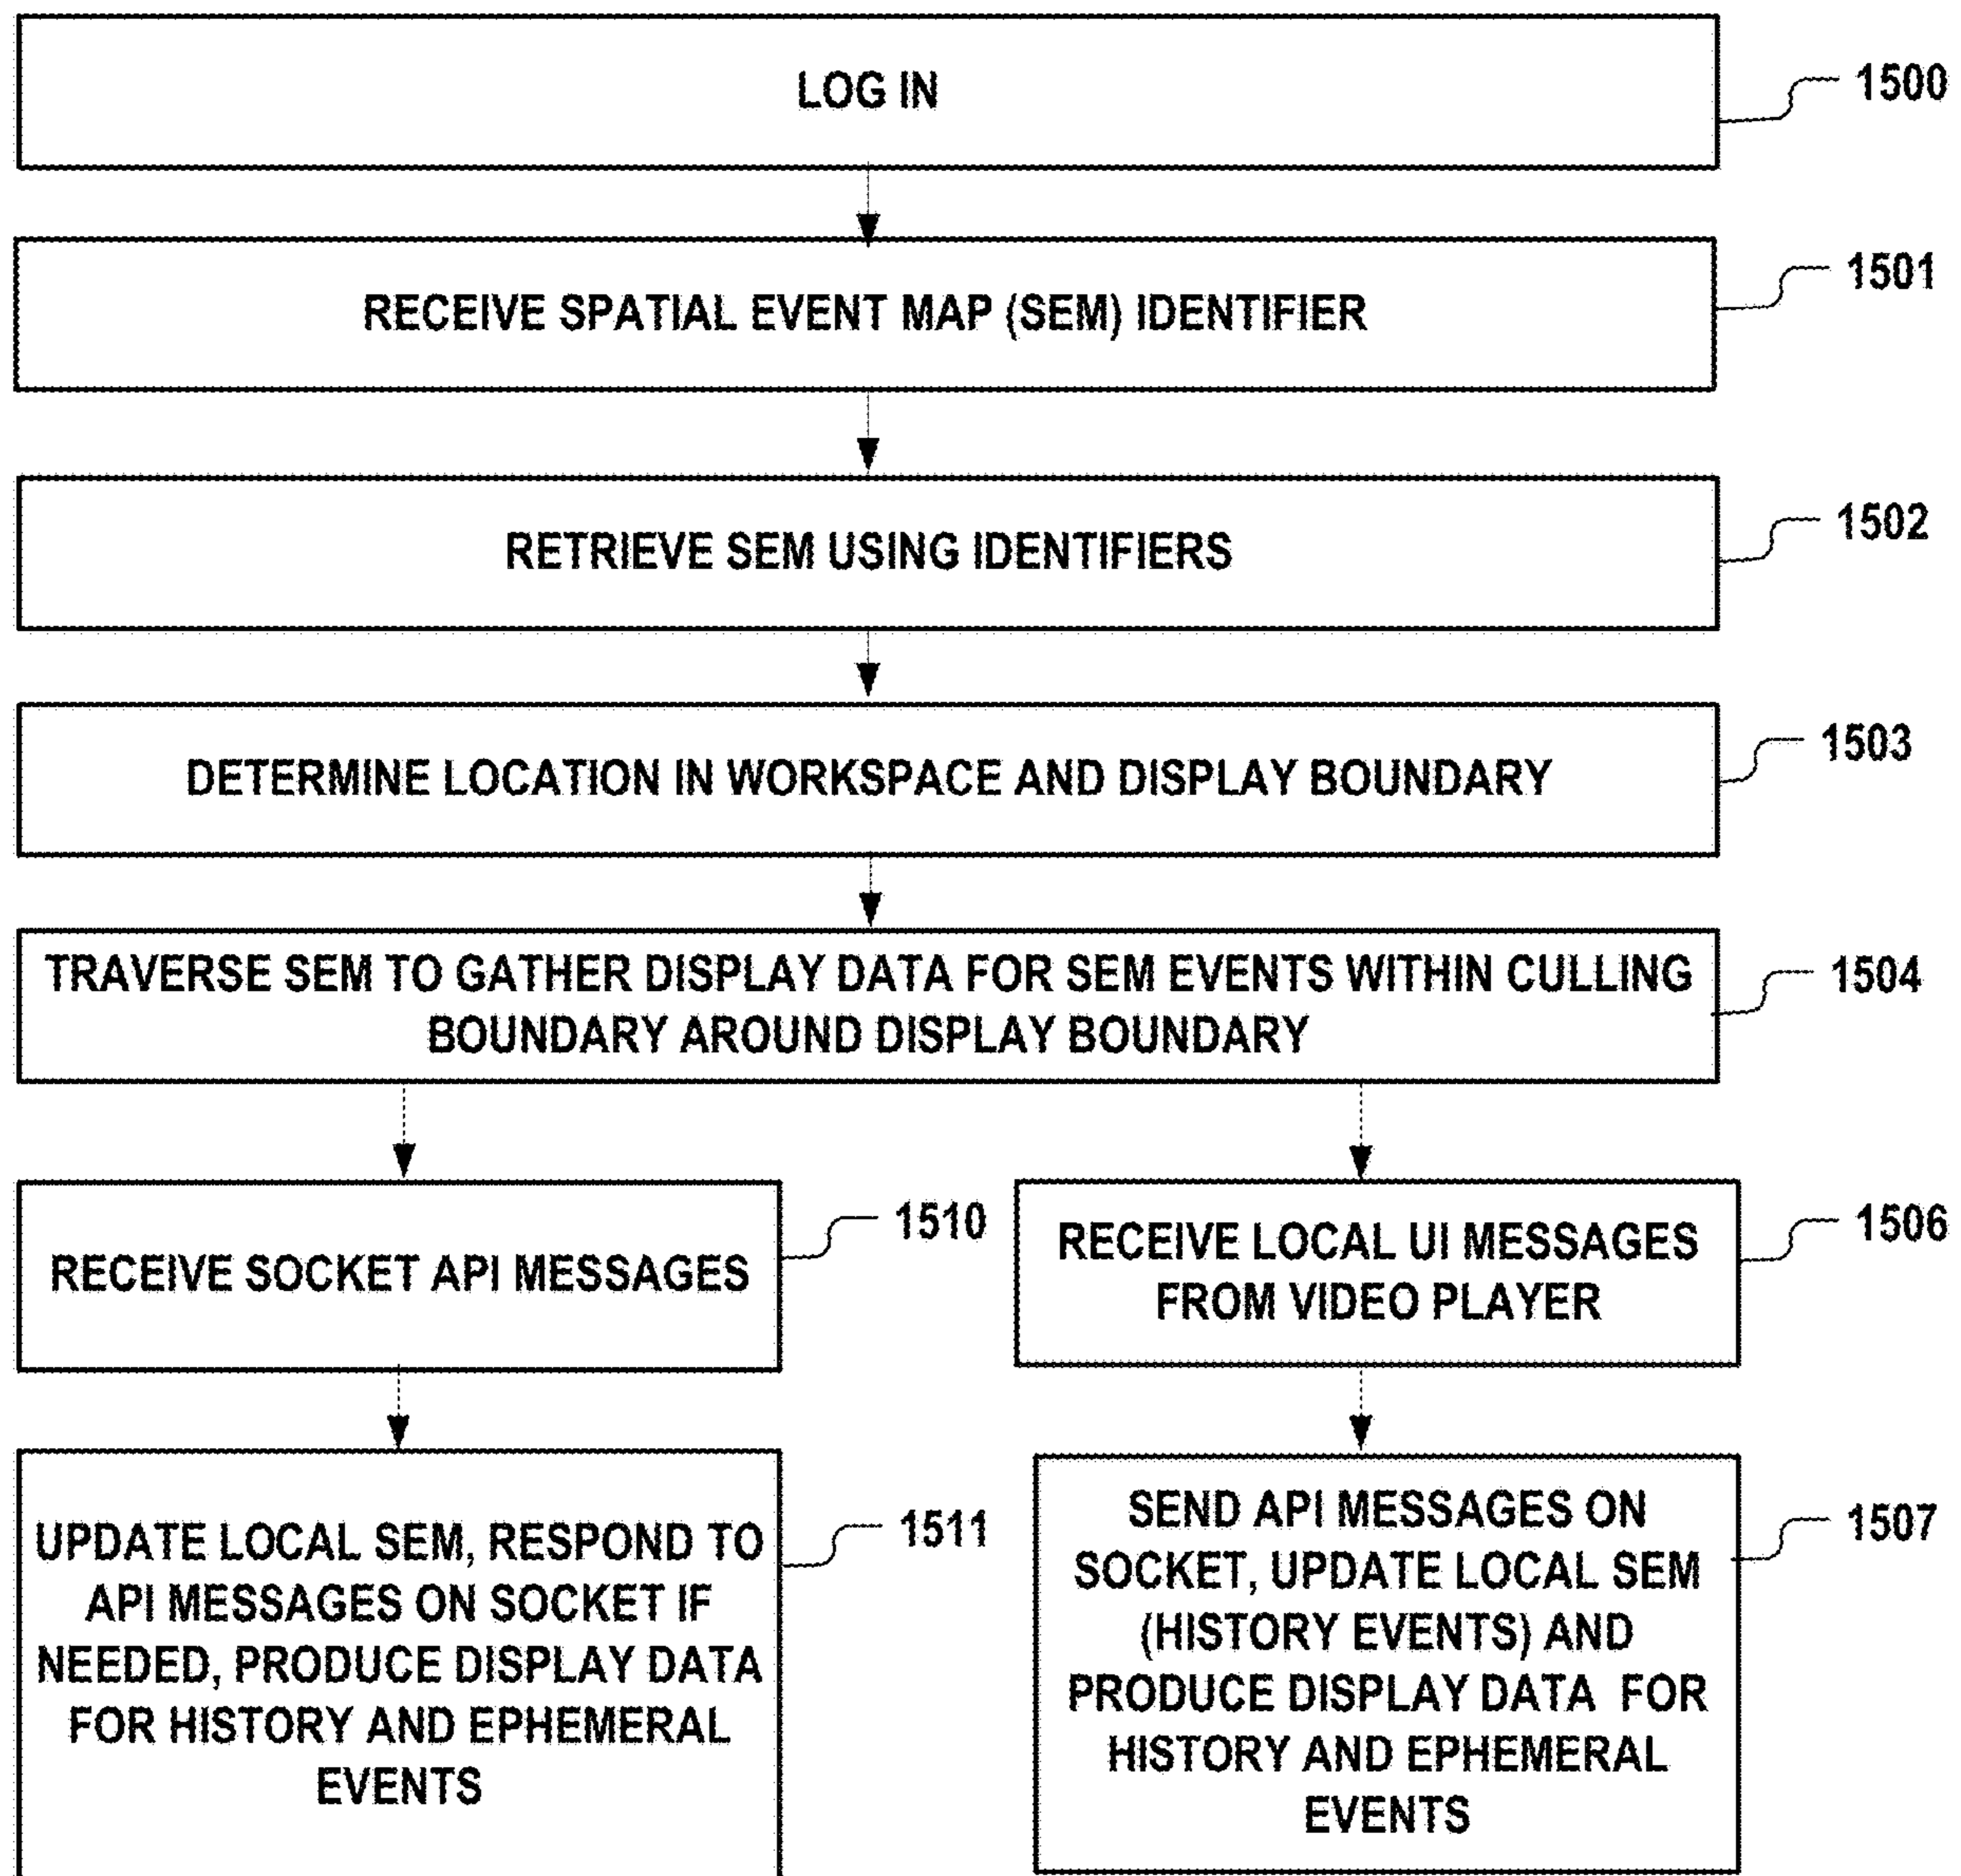 LOG IN
1500
RECEIVE SPATIAL EVENT MAP (SEM) IDENTIFIER
1501
RETRIEVE SEM USING IDENTIFIERS
1502
DETERMINE LOCATION IN WORKSPACE AND DISPLAY BOUNDARY
1503
TRAVERSE SEM TO GATHER DISPLAY DATA FOR SEM EVENTS WITHIN CULLING
BOUNDARY AROUND DISPLAY BOUNDARY
1504
RECEIVE SOCKET API MESSAGES
1510
RECEIVE LOCAL UI MESSAGES
FROM VIDEO PLAYER
1506
UPDATE LOCAL SEM, RESPOND TO
API MESSAGES ON SOCKET IF
NEEDED, PRODUCE DISPLAY DATA
FOR HISTORY AND EPHEMERAL
EVENTS
1511
SEND API MESSAGES ON
SOCKET, UPDATE LOCAL SEM
(HISTORY EVENTS) AND
PRODUCE DISPLAY DATA FOR
HISTORY AND EPHEMERAL
EVENTS
1507